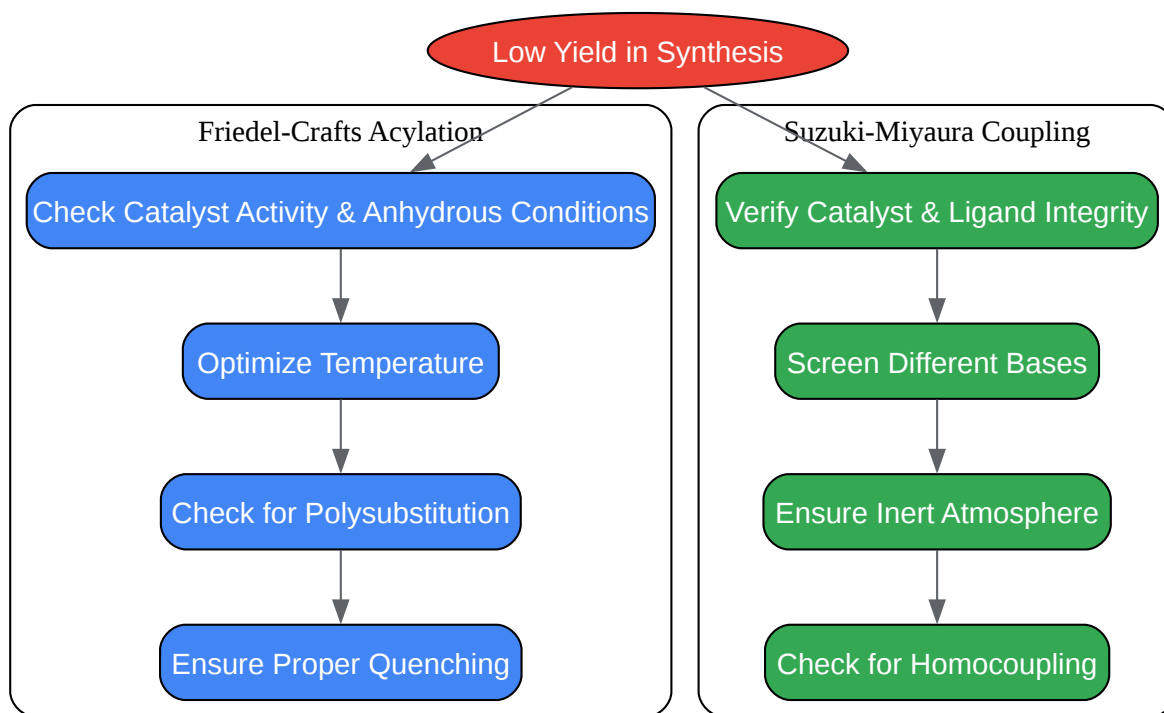 Low Yield in Synthesis
Friedel-Crafts Acylation
Check Catalyst Activity & Anhydrous Conditions
Optimize Temperature
Check for Polysubstitution
Ensure Proper Quenching
Suzuki-Miyaura Coupling
Verify Catalyst & Ligand Integrity
Screen Different Bases
Ensure Inert Atmosphere
Check for Homocoupling